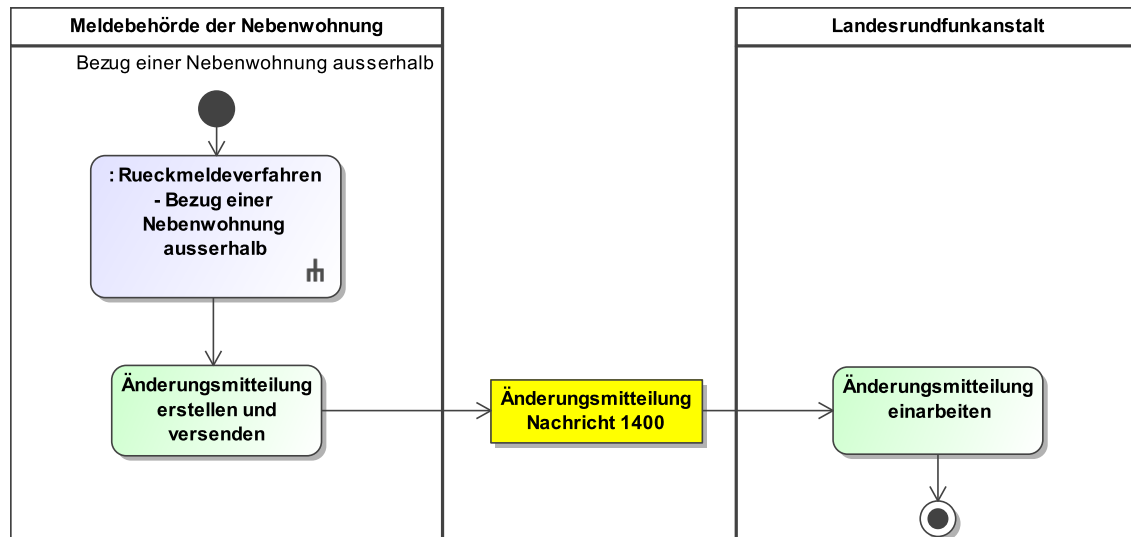 Meldebehörde der Nebenwohnung
Landesrundfunkanstalt
Bezug einer Nebenwohnung ausserhalb
: Rueckmeldeverfahren
- Bezug einer
Nebenwohnung
ausserhalb
Änderungsmitteilung
erstellen und
versenden
Änderungsmitteilung
Nachricht 1400
Änderungsmitteilung
einarbeiten